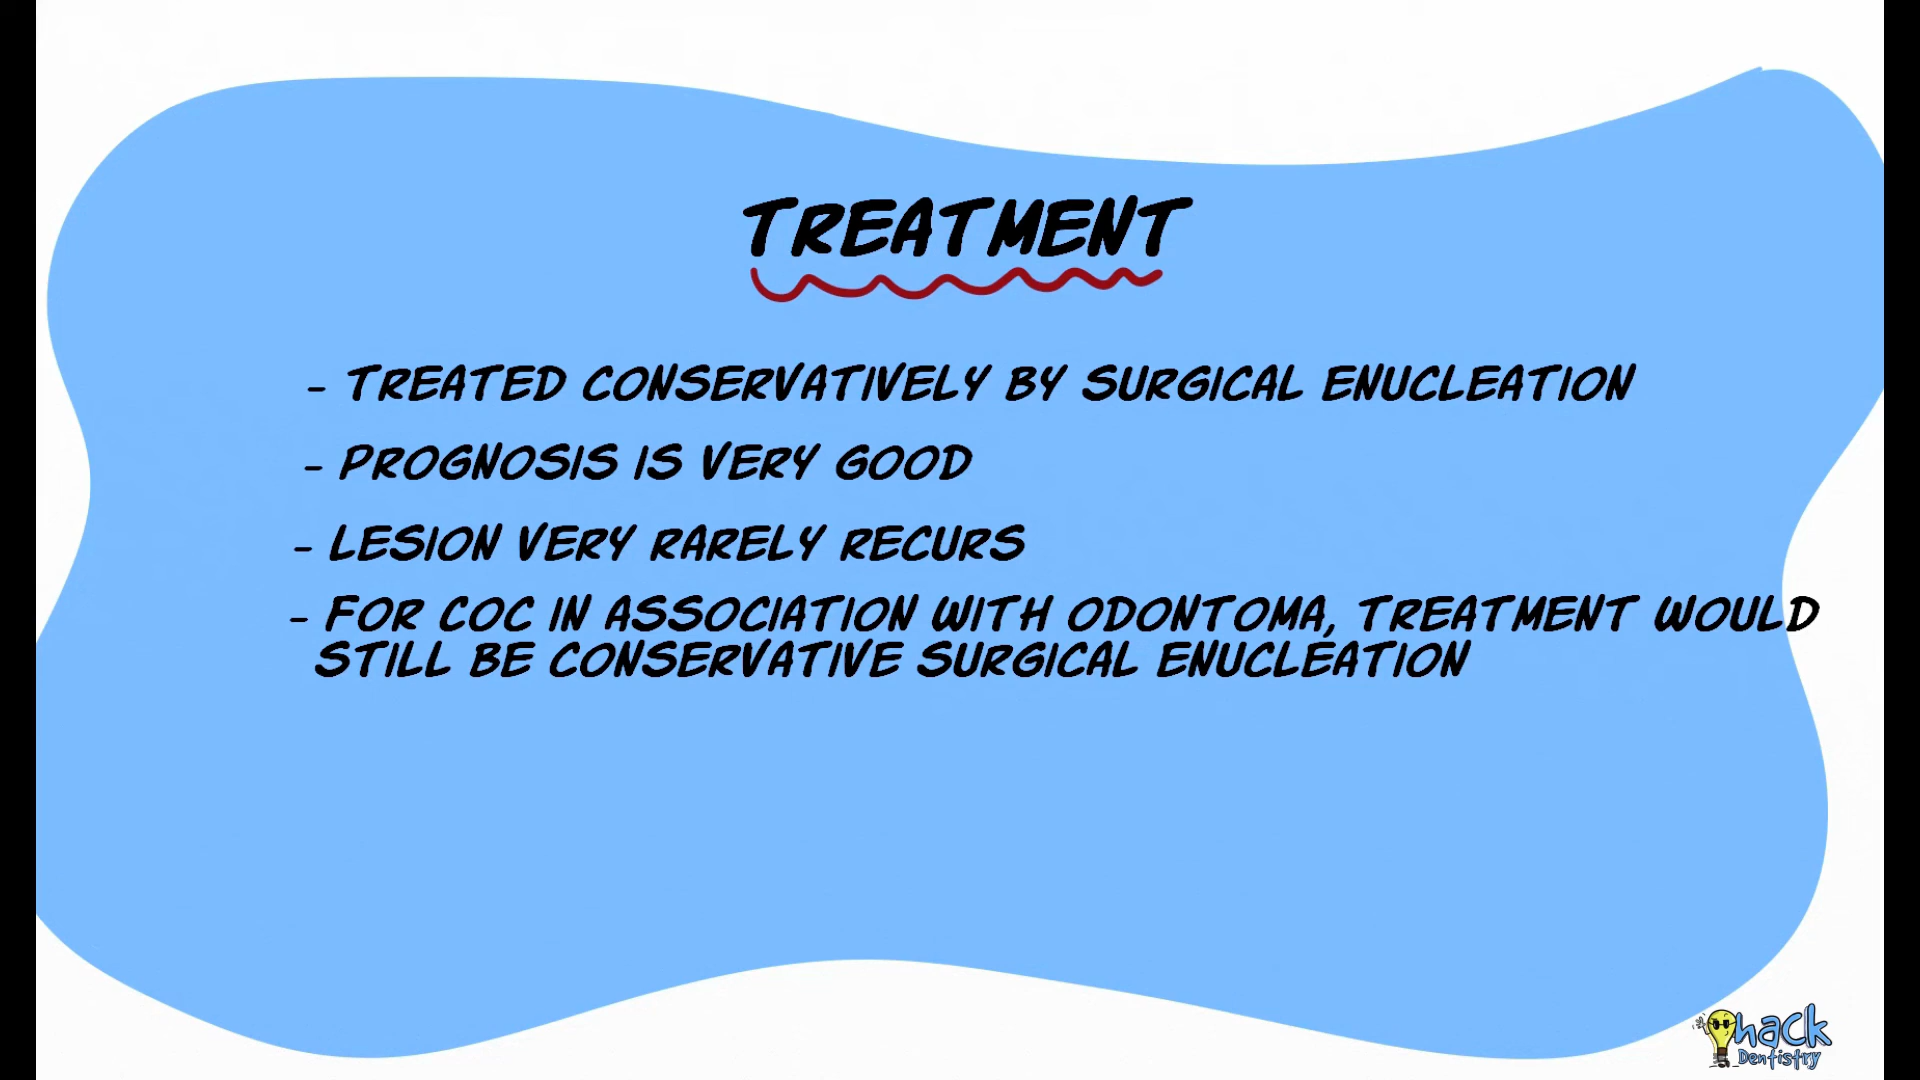 TREATMENT
- TREATED CONSERVATIVELY BY SURGICAL ENUCLEATION
- PROGNOSIS IS VERY GOOD
- LESION VERY RARELY RECURS
- FOR COC IN ASSOCIATION WITH ODONTOMA, TREATMENT WOULD
STILL BE CONSERVATIVE SURGICAL ENUCLEATION
hack
Dentistry